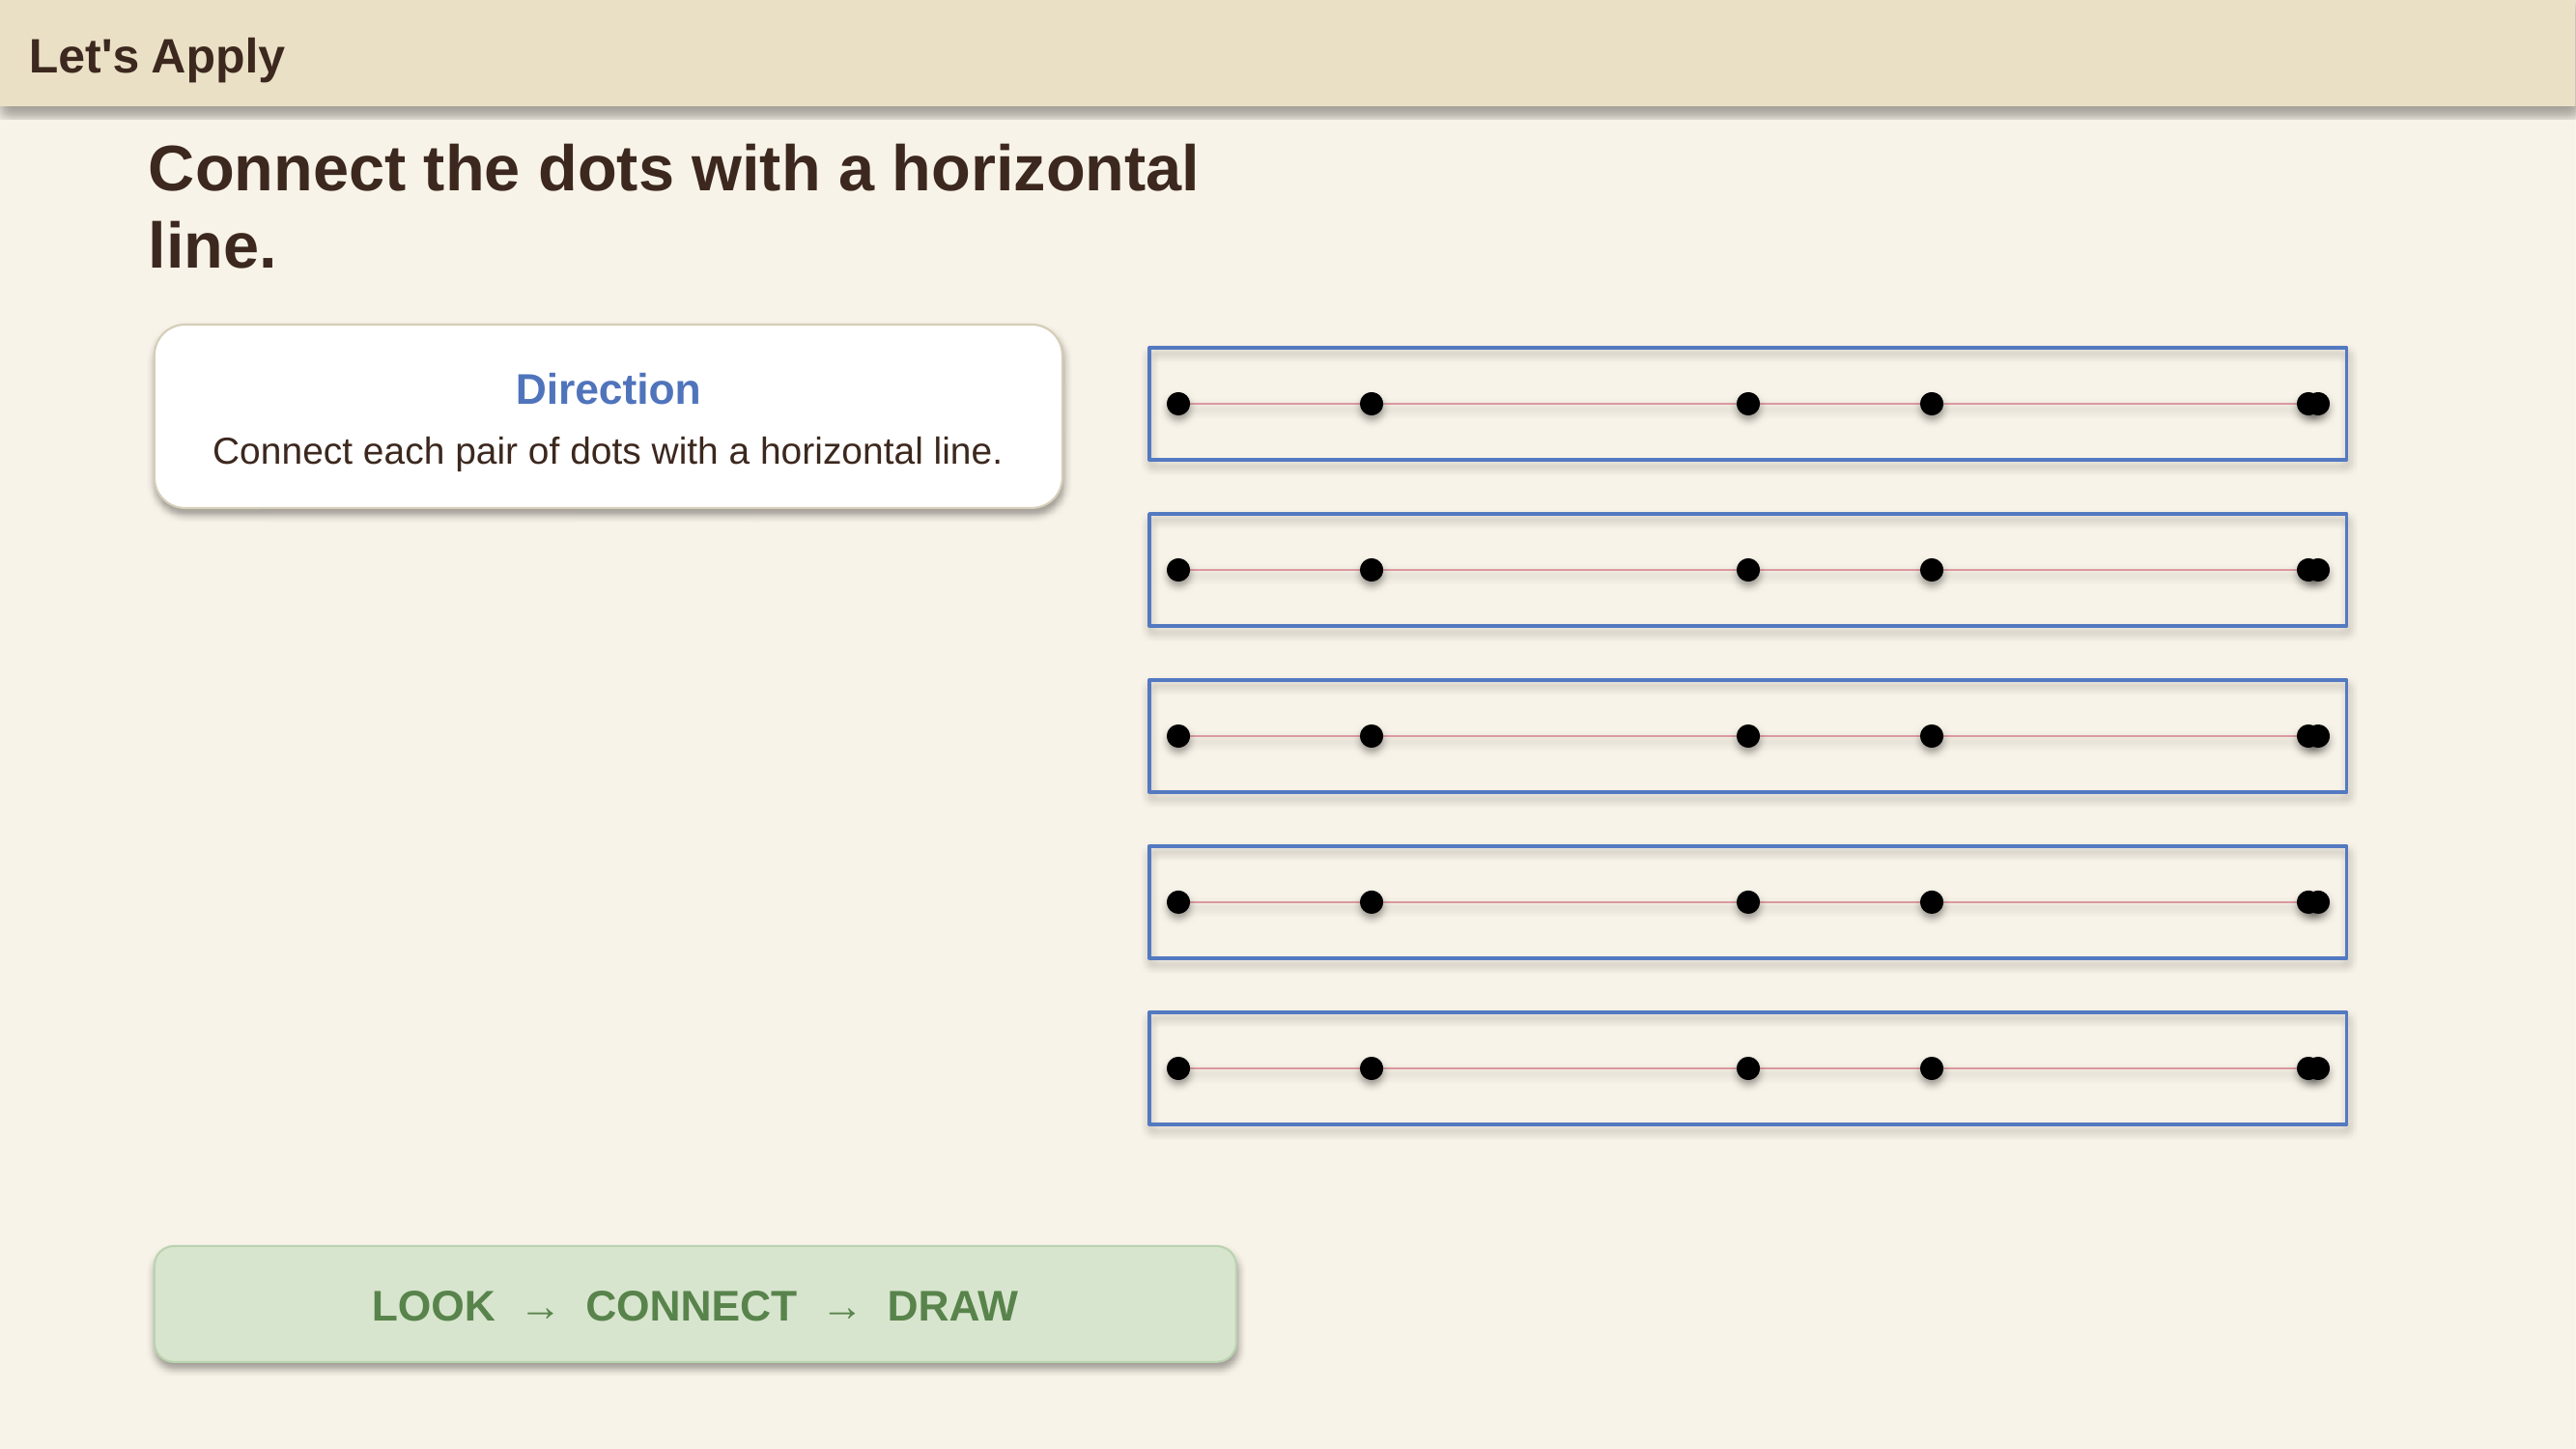 Let's Apply
Connect the dots with a horizontal
line.
Direction
Connect each pair of dots with a horizontal line.
LOOK → CONNECT → DRAW